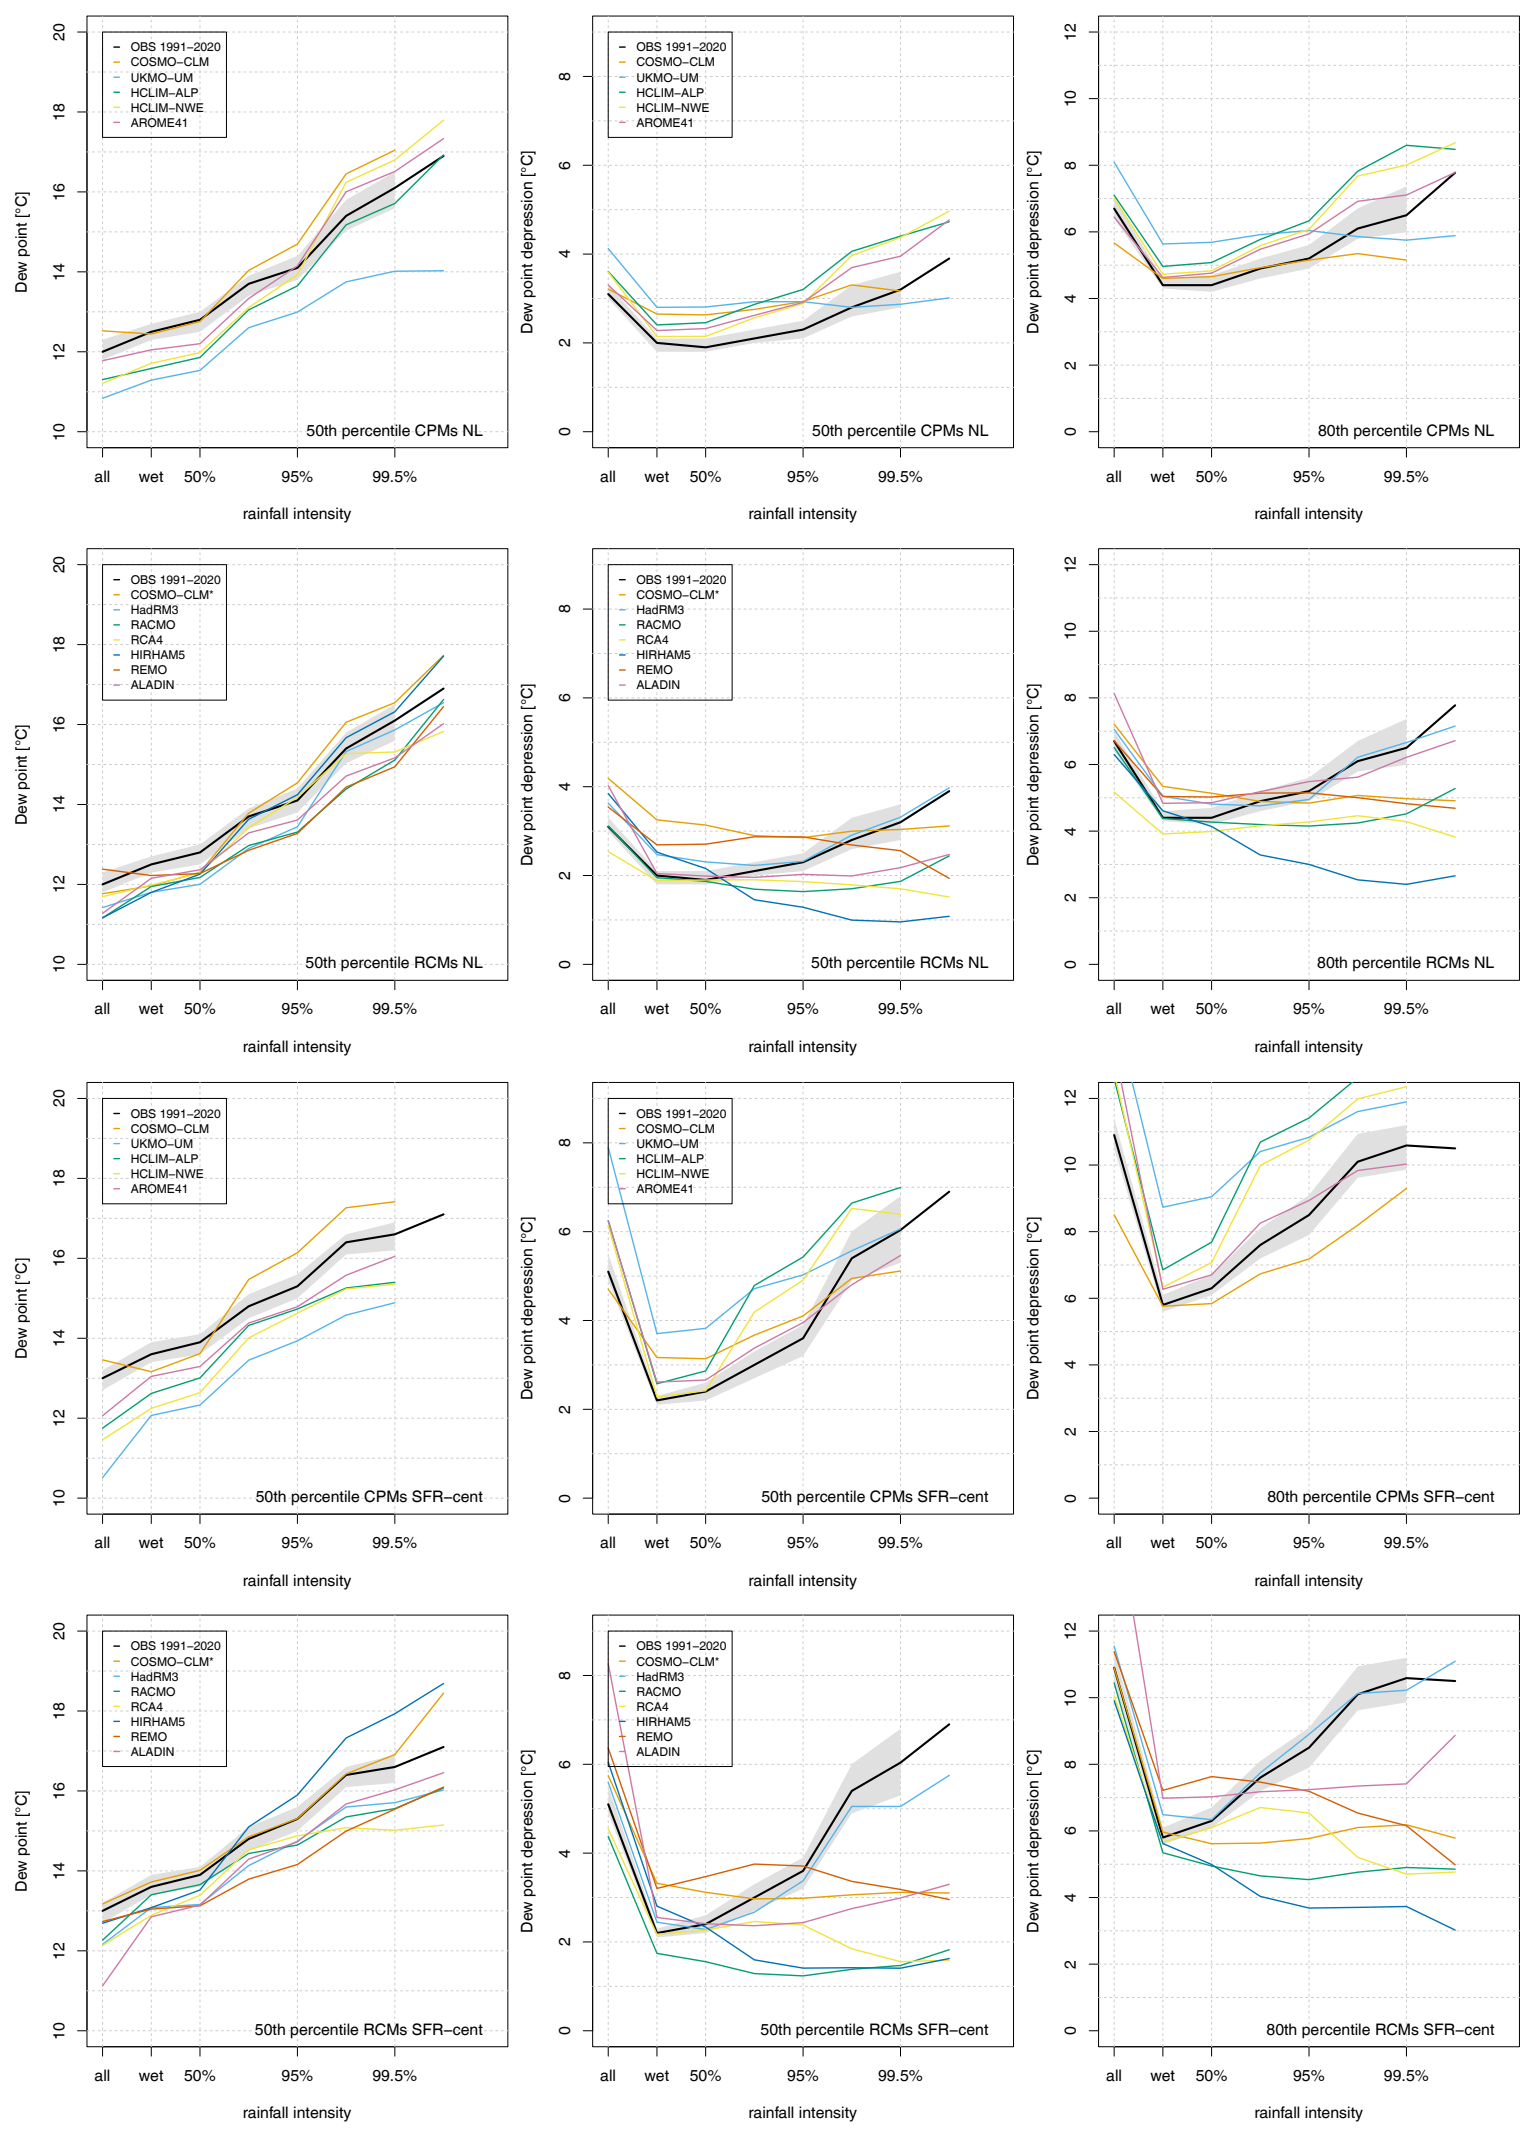 20
18
16
14
12
10
Dew point [°C]
OBS 1991−2020
COSMO−CLM
UKMO−UM
HCLIM−ALP
HCLIM−NWE
AROME41
50th percentile CPMs NL
all wet 50% 95% 99.5%
rainfall intensity
8
6
4
2
0
Dew point depression [°C]
OBS 1991−2020
COSMO−CLM
UKMO−UM
HCLIM−ALP
HCLIM−NWE
AROME41
50th percentile CPMs NL
all wet 50% 95% 99.5%
rainfall intensity
12
10
8
6
4
2
0
Dew point depression [°C]
80th percentile CPMs NL
all wet 50% 95% 99.5%
rainfall intensity
20
18
16
14
12
10
Dew point [°C]
OBS 1991−2020
COSMO−CLM*
HadRM3
RACMO
RCA4
HIRHAM5
REMO
ALADIN
50th percentile RCMs NL
all wet 50% 95% 99.5%
rainfall intensity
8
6
4
2
0
Dew point depression [°C]
OBS 1991−2020
COSMO−CLM*
HadRM3
RACMO
RCA4
HIRHAM5
REMO
ALADIN
50th percentile RCMs NL
all wet 50% 95% 99.5%
rainfall intensity
12
10
8
6
4
2
0
Dew point depression [°C]
80th percentile RCMs NL
all wet 50% 95% 99.5%
rainfall intensity
20
18
16
14
12
10
Dew point [°C]
OBS 1991−2020
COSMO−CLM
UKMO−UM
HCLIM−ALP
HCLIM−NWE
AROME41
50th percentile CPMs SFR−cent
all wet 50% 95% 99.5%
rainfall intensity
8
6
4
2
0
Dew point depression [°C]
OBS 1991−2020
COSMO−CLM
UKMO−UM
HCLIM−ALP
HCLIM−NWE
AROME41
50th percentile CPMs SFR−cent
all wet 50% 95% 99.5%
rainfall intensity
12
10
8
6
4
2
0
Dew point depression [°C]
80th percentile CPMs SFR−cent
all wet 50% 95% 99.5%
rainfall intensity
20
18
16
14
12
10
Dew point [°C]
OBS 1991−2020
COSMO−CLM*
HadRM3
RACMO
RCA4
HIRHAM5
REMO
ALADIN
50th percentile RCMs SFR−cent
all wet 50% 95% 99.5%
rainfall intensity
8
6
4
2
0
Dew point depression [°C]
OBS 1991−2020
COSMO−CLM*
HadRM3
RACMO
RCA4
HIRHAM5
REMO
ALADIN
50th percentile RCMs SFR−cent
all wet 50% 95% 99.5%
rainfall intensity
12
10
8
6
4
2
0
Dew point depression [°C]
80th percentile RCMs SFR−cent
all wet 50% 95% 99.5%
rainfall intensity